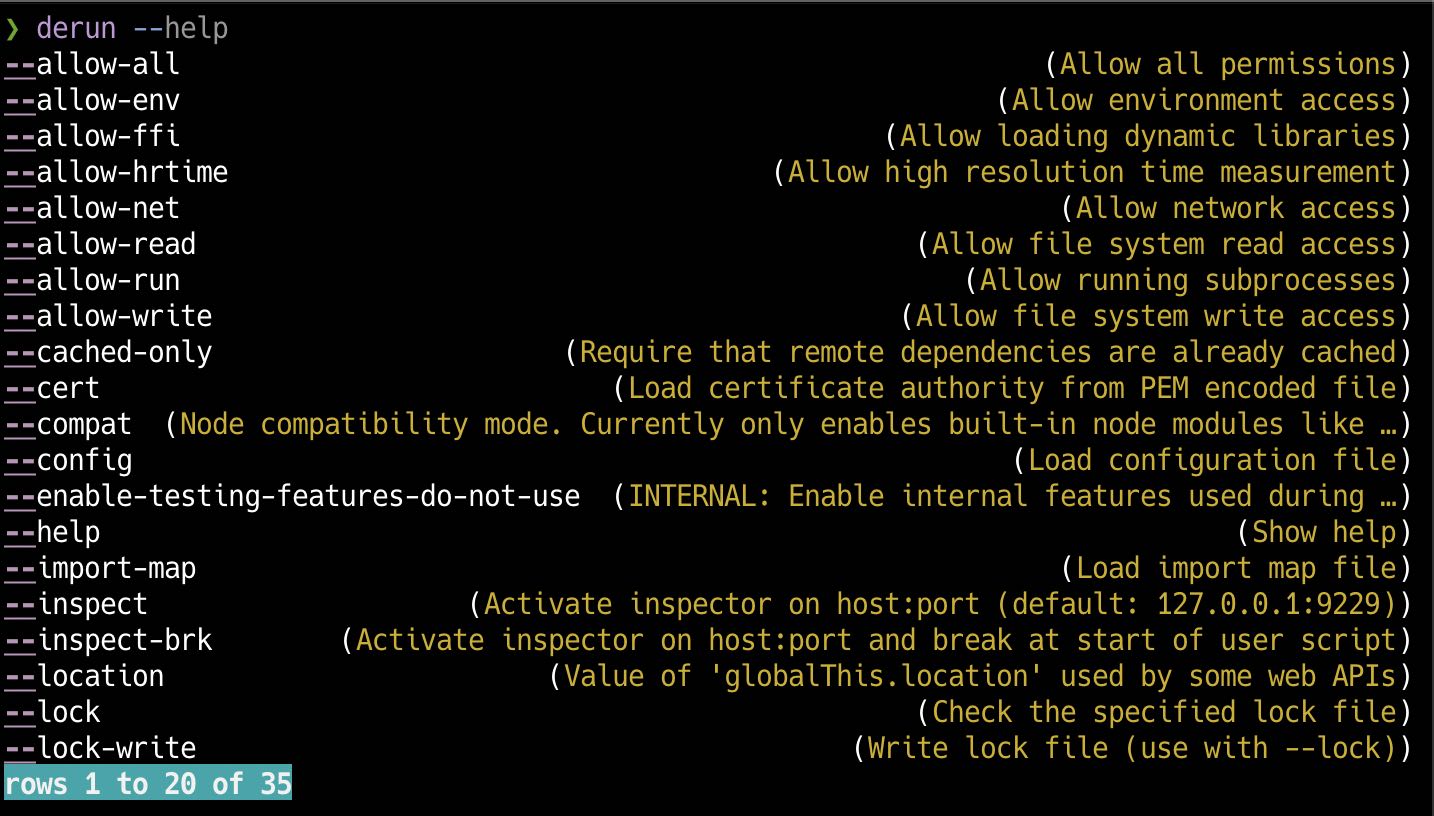 ❯ derun --help
--allow-all (Allow all permissions)
--allow-env (Allow environment access)
--allow-ffi (Allow loading dynamic libraries)
--allow-hrtime (Allow high resolution time measurement)
--allow-net (Allow network access)
--allow-read (Allow file system read access)
--allow-run (Allow running subprocesses)
--allow-write (Allow file system write access)
--cached-only (Require that remote dependencies are already cached)
--cert (Load certificate authority from PEM encoded file)
--compat (Node compatibility mode. Currently only enables built-in node modules like …)
--config (Load configuration file)
--enable-testing-features-do-not-use (INTERNAL: Enable internal features used during …)
--help (Show help)
--import-map (Load import map file)
--inspect (Activate inspector on host:port (default: 127.0.0.1:9229))
--inspect-brk (Activate inspector on host:port and break at start of user script)
--location (Value of 'globalThis.location' used by some web APIs)
--lock (Check the specified lock file)
--lock-write (Write lock file (use with --lock))
rows 1 to 20 of 35